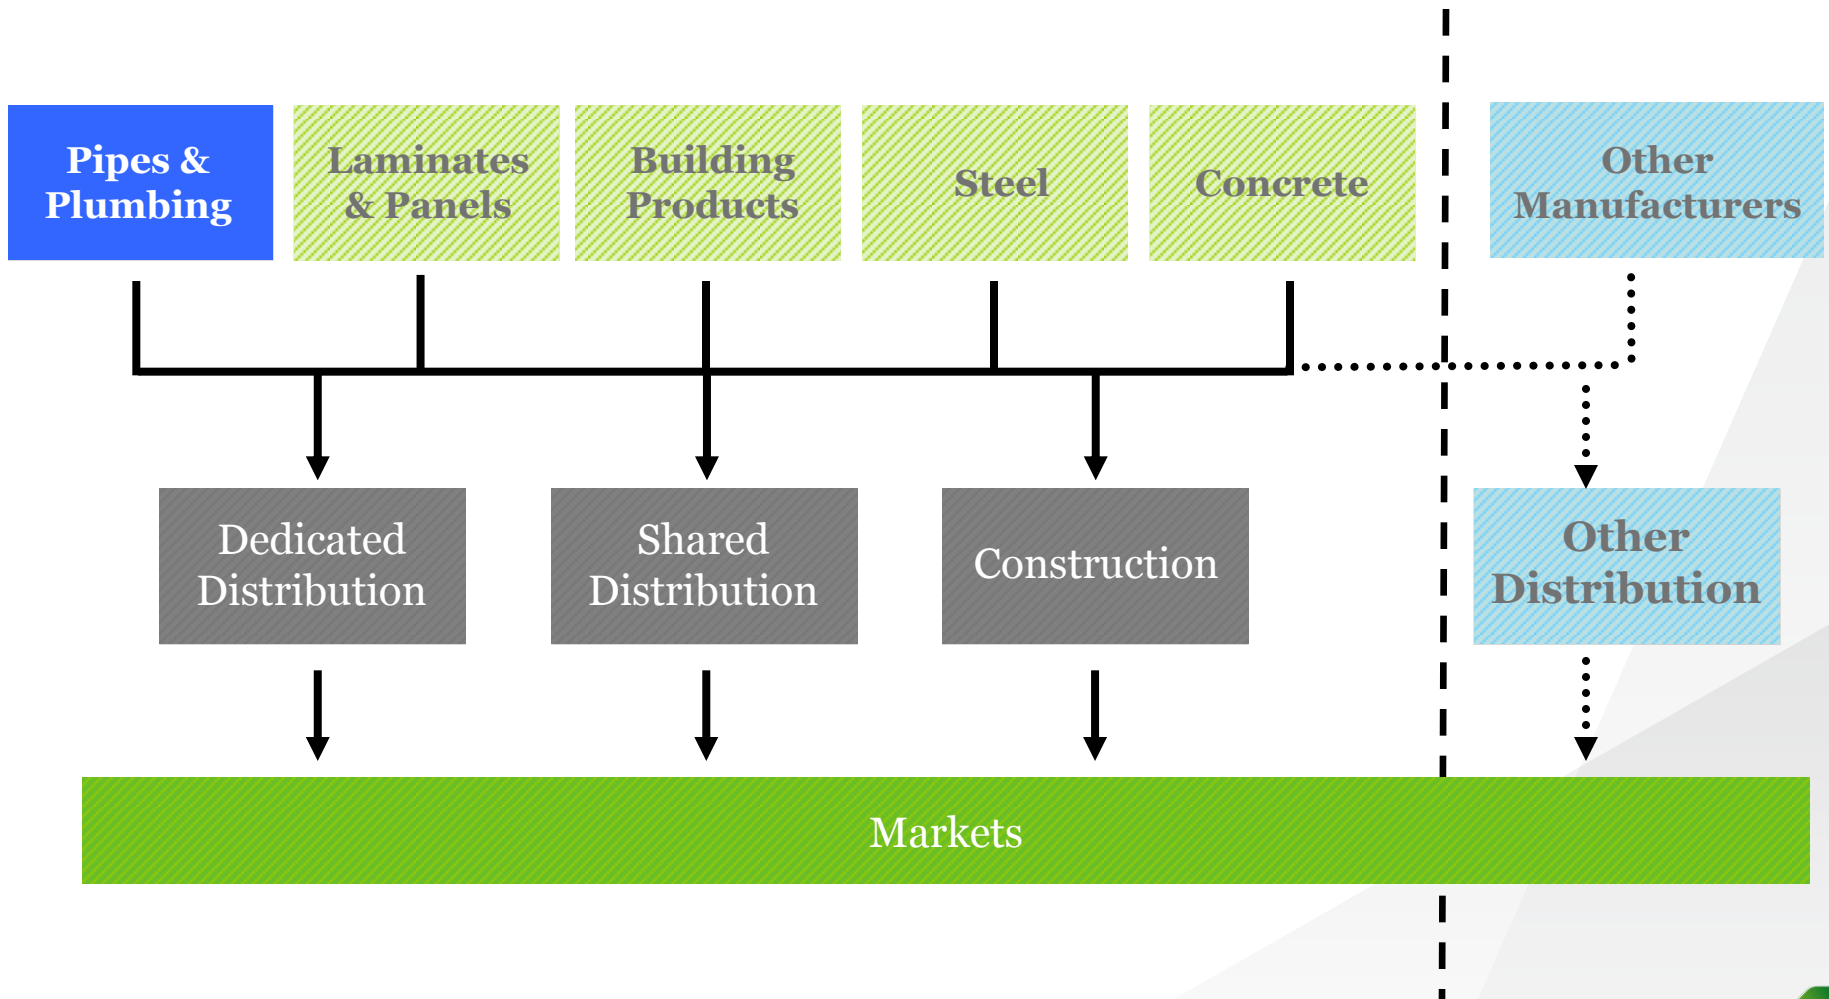 Pipes &
Plumbing
Laminates
& Panels
Building
Products
Steel
Concrete
Other
Manufacturers
Dedicated
Distribution
Shared
Distribution
Construction
Other
Distribution
Markets